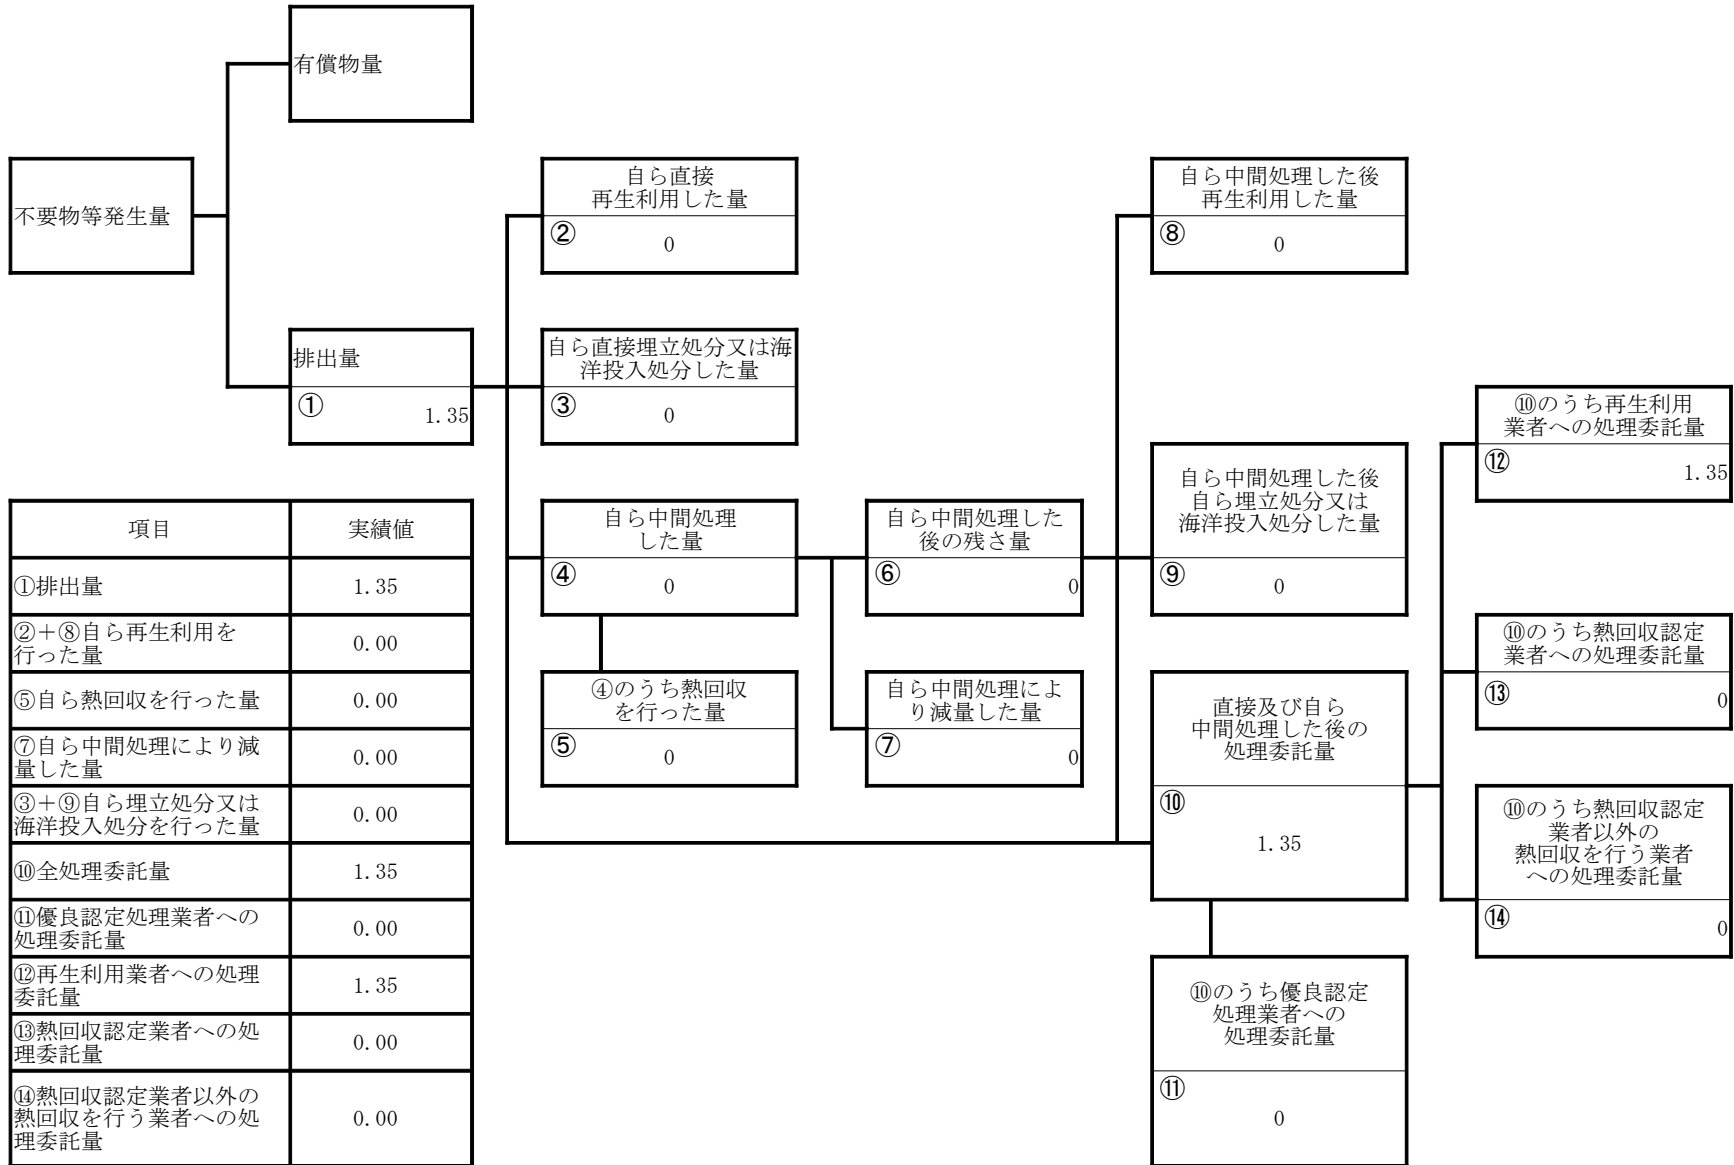 有償物量
不要物等発生量
自ら直接
再生利用した量
②
0
自ら中間処理した後
再生利用した量
⑧
0
排出量
①
1.35
自ら直接埋立処分又は海
洋投入処分した量
③
0
⑩のうち再生利用
業者への処理委託量
⑫
1.35
自ら中間処理
した量
④
0
自ら中間処理した
後の残さ量
⑥
0
自ら中間処理した後
自ら埋立処分又は
海洋投入処分した量
⑨
0
⑩のうち熱回収認定
業者への処理委託量
⑬
0
④のうち熱回収
を行った量
⑤
0
自ら中間処理によ
り減量した量
⑦
0
直接及び自ら
中間処理した後の
処理委託量
⑩
1.35
⑩のうち熱回収認定
業者以外の
熱回収を行う業者
への処理委託量
⑭
0
⑩のうち優良認定
処理業者への
処理委託量
⑪
0
項目 実績値
①排出量 1.35
②＋⑧自ら再生利用を
行った量 0.00
⑤自ら熱回収を行った量 0.00
⑦自ら中間処理により減
量した量 0.00
③＋⑨自ら埋立処分又は
海洋投入処分を行った量 0.00
⑩全処理委託量 1.35
⑪優良認定処理業者への
処理委託量 0.00
⑫再生利用業者への処理
委託量 1.35
⑬熱回収認定業者への処
理委託量 0.00
⑭熱回収認定業者以外の
熱回収を行う業者への処
理委託量 0.00